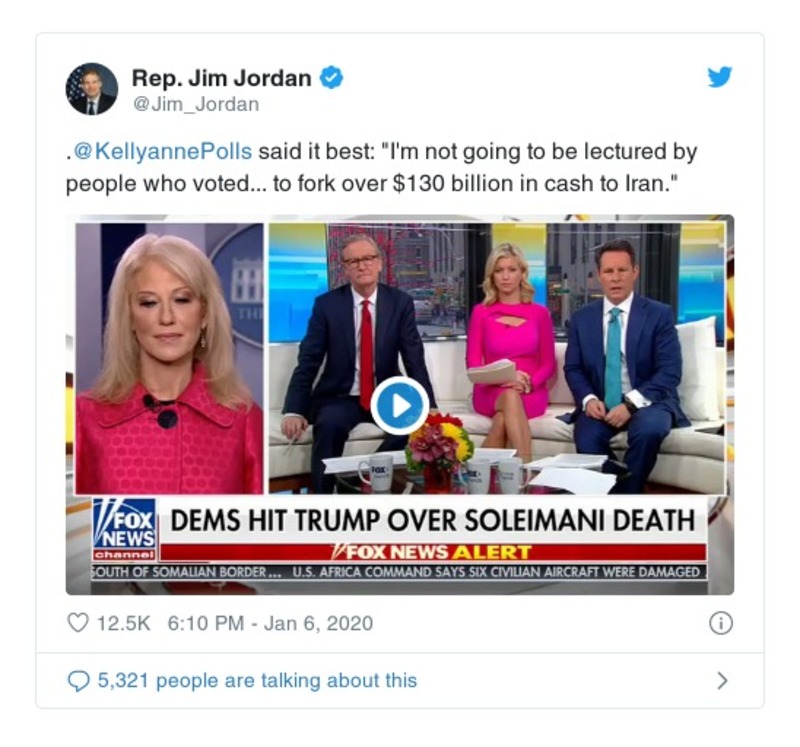 Rep. Jim Jordan
@Jim_Jordan
.@KellyannePolls said it best: "I'm not going to be lectured by
people who voted... to fork over $130 billion in cash to Iran."
FOX
FOX
NEWS
channel
DEMS HIT TRUMP OVER SOLEIMANI DEATH
FOX NEWS ALERT
SOUTH OF SOMALIAN BORDER... U.S. AFRICA COMMAND SAYS SIX CIVILIAN AIRCRAFT WERE DAMAGED
12.5K 6:10 PM - Jan 6, 2020
5,321 people are talking about this